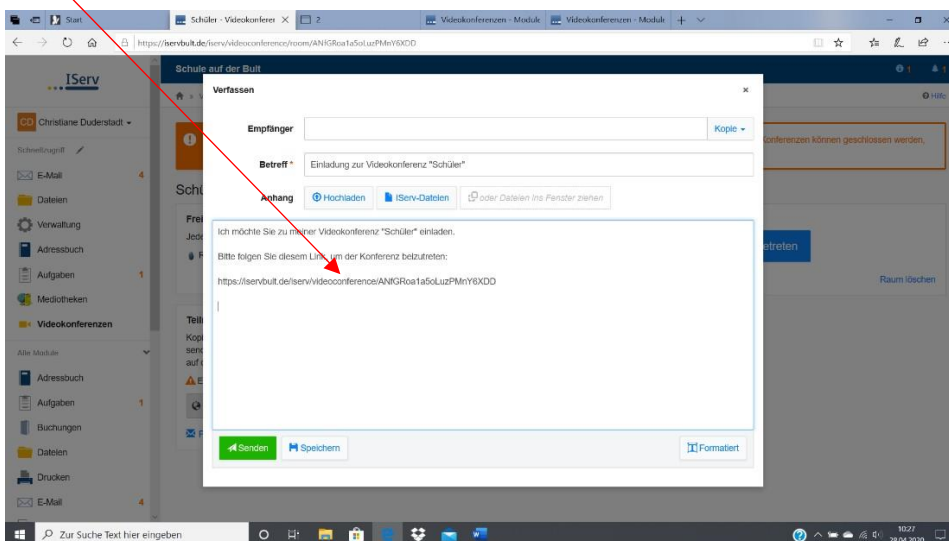 Start
Schüler - Videokonferer
2
Videokonferenzen - Module
Videokonferenzen - Module
https://iservbult.de/iserv/videoconference/room/ANfGRoa1a5oLuzPMnY6XDD
IServ
Schule auf der Bult
1
1
Verfassen
Hilfe
Christiane Duderstadt
Schnellzugriff
E-Mail 4
Dateien
Verwaltung
Adressbuch
Aufgaben 1
Mediotheken
Videokonferenzen
Alle Module
Adressbuch
Aufgaben 1
Buchungen
Dateien
Drucken
E-Mail 4
Konferenzen können geschlossen werden.
Schü
Frei
Jede
treten
Raum löschen
Teil
Kopi
send
auf d
Empfänger
Kopie
Betreff *
Einladung zur Videokonferenz "Schüler"
Anhang
Hochladen
IServ-Dateien
oder Dateien ins Fenster ziehen
Ich möchte Sie zu meiner Videokonferenz "Schüler" einladen.
Bitte folgen Sie diesem Link, um der Konferenz beizutreten:
https://iservbult.de/iserv/videoconference/ANfGRoa1a5oLuzPMnY6XDD
Senden
Speichern
Formatiert
Zur Suche Text hier eingeben
10:27
28.04.2020